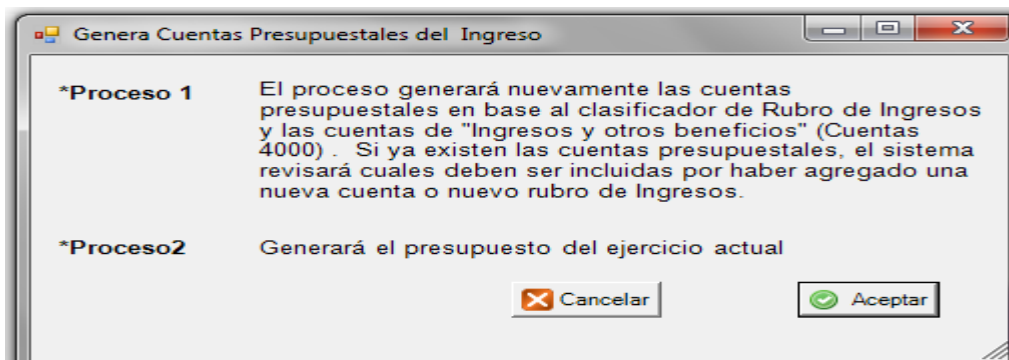 Genera Cuentas Presupuestales del Ingreso
*Proceso 1
El proceso generará nuevamente las cuentas
presupuestales en base al clasificador de Rubro de Ingresos
y las cuentas de "Ingresos y otros beneficios" (Cuentas
4000) . Si ya existen las cuentas presupuestales, el sistema
revisará cuales deben ser incluidas por haber agregado una
nueva cuenta o nuevo rubro de Ingresos.
*Proceso2
Generará el presupuesto del ejercicio actual
Cancelar
Aceptar